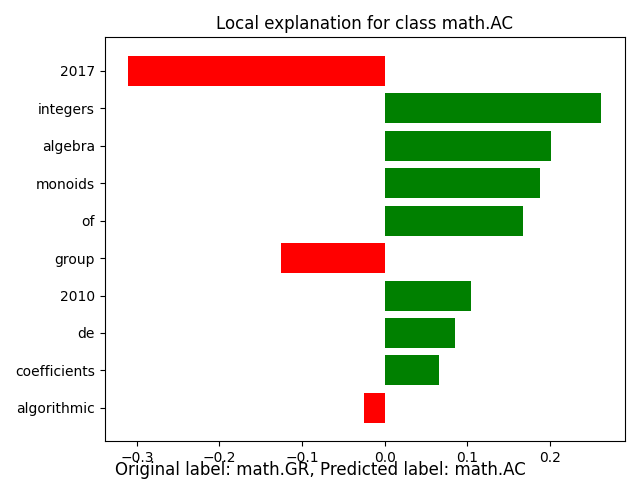 Local explanation for class math.AC
2017
integers
algebra
monoids
of
group
2010
de
coefficients
algorithmic
−0.3 −0.2 −0.1 0.0 0.1 0.2
Original label: math.GR, Predicted label: math.AC